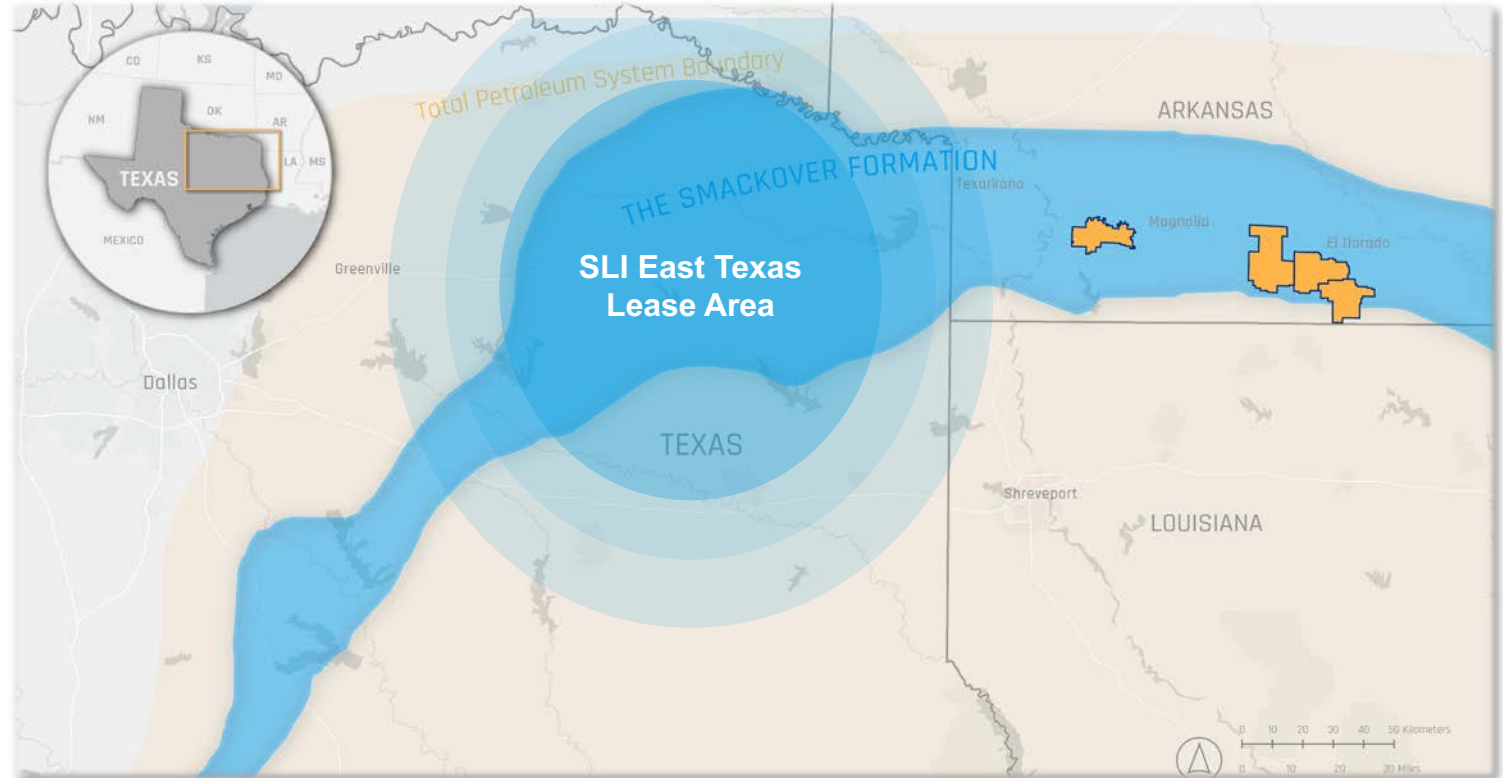 CO
KS
MO
NM
OK
AR
TEXAS
LA
MS
MEXICO
Total Petroleum System Boundary
ARKANSAS
THE SMACKOVER FORMATION
Texarkana
Magnolia
El Dorado
Greenville
SLI East Texas
Lease Area
Dallas
TEXAS
Shreveport
LOUISIANA
0 10 20 30 40 50 Kilometers
0 10 20 30 Miles